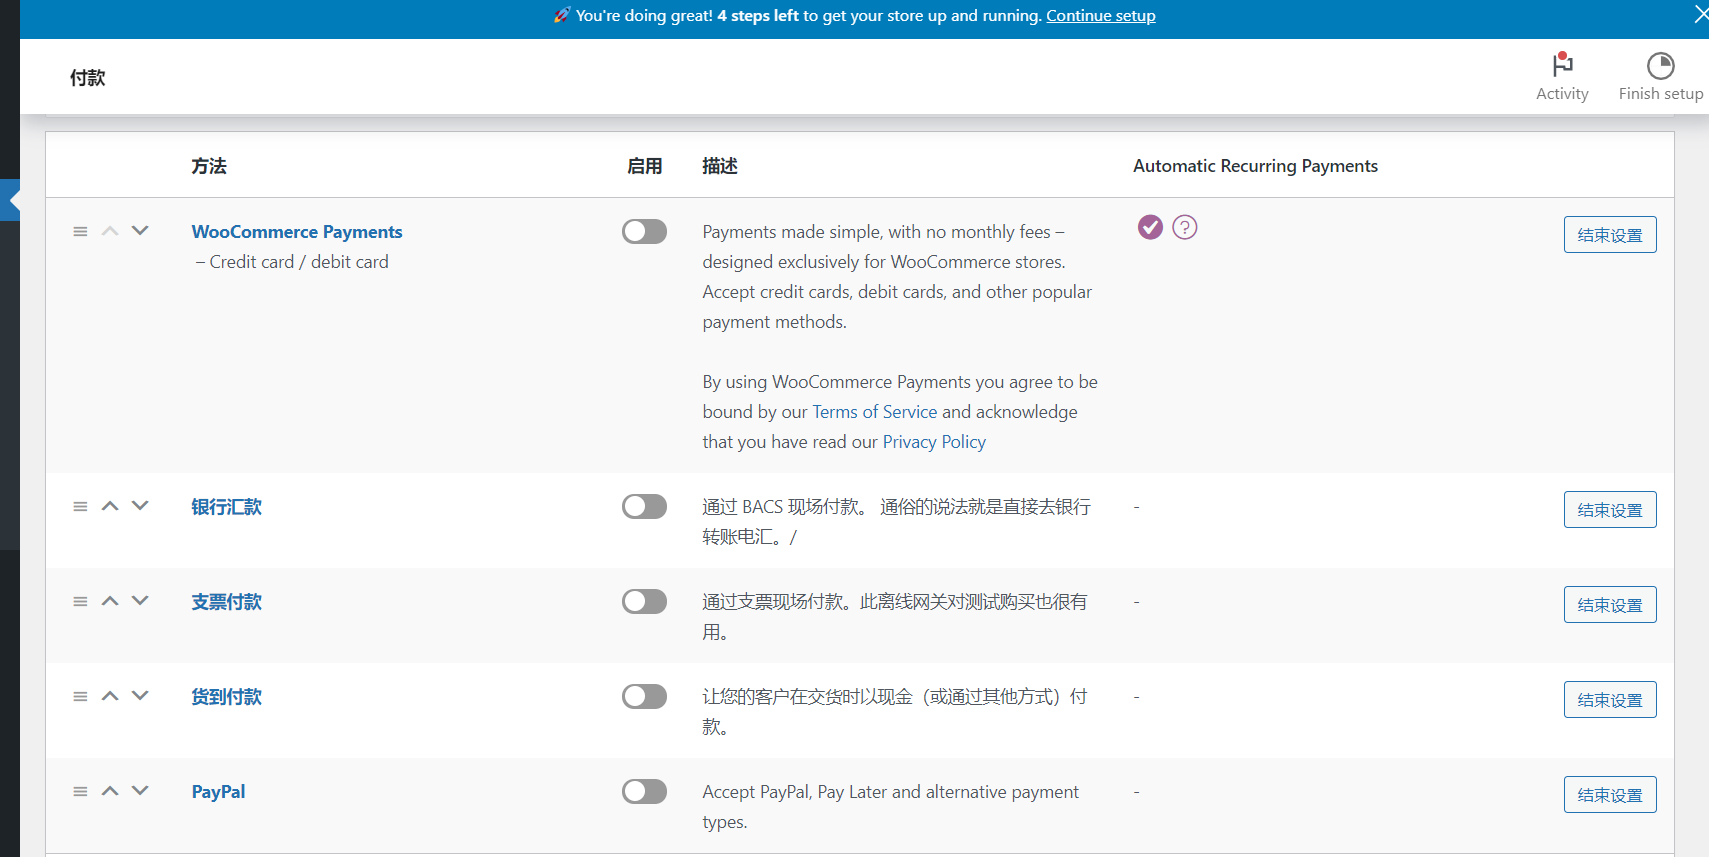 🚀 You're doing great! 4 steps left to get your store up and running. Continue setup
付款
Activity
Finish setup
方法
启用
描述
Automatic Recurring Payments
WooCommerce Payments
– Credit card / debit card
Payments made simple, with no monthly fees –
designed exclusively for WooCommerce stores.
Accept credit cards, debit cards, and other popular
payment methods.
By using WooCommerce Payments you agree to be
bound by our Terms of Service and acknowledge
that you have read our Privacy Policy
?
结束设置
银行汇款
通过 BACS 现场付款。 通俗的说法就是直接去银行
转账电汇。/
-
结束设置
支票付款
通过支票现场付款。此离线网关对测试购买也很有
用。
-
结束设置
货到付款
让您的客户在交货时以现金（或通过其他方式）付
款。
-
结束设置
PayPal
Accept PayPal, Pay Later and alternative payment
types.
-
结束设置